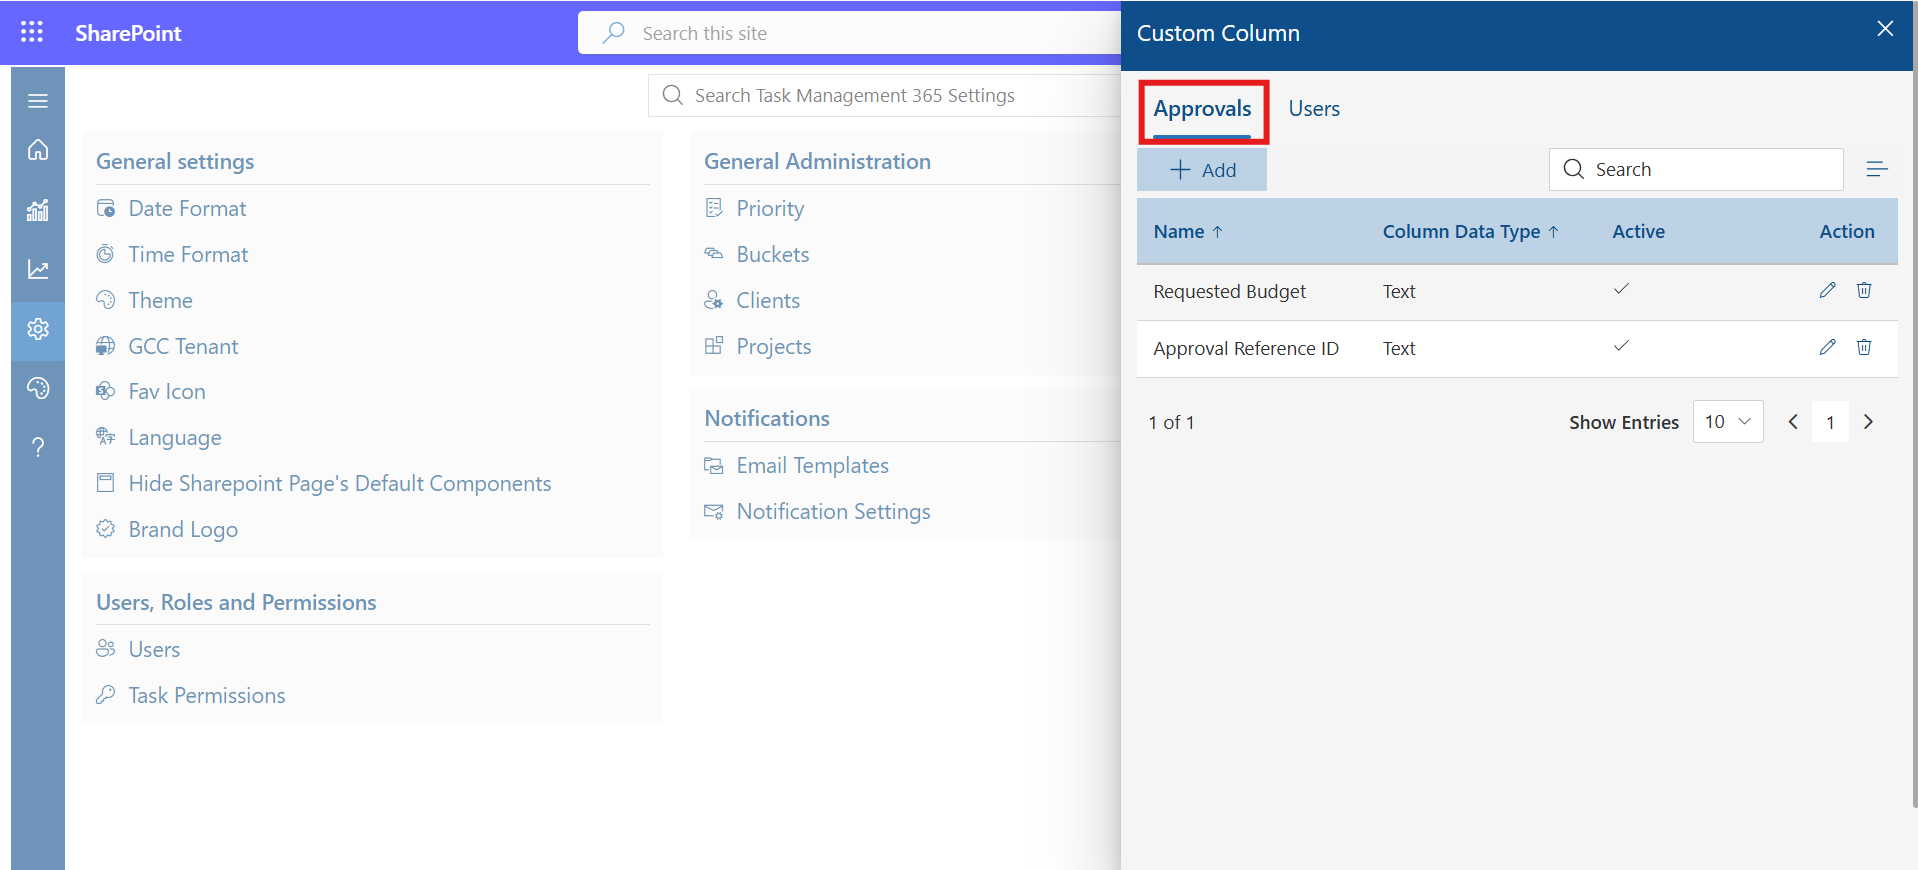 SharePoint
Search this site
Search Task Management 365 Settings
General settings
Date Format
Time Format
Theme
GCC Tenant
Fav Icon
Language
Hide Sharepoint Page's Default Components
Brand Logo
Users, Roles and Permissions
Users
Task Permissions
General Administration
Priority
Buckets
Clients
Projects
Notifications
Email Templates
Notification Settings
Custom Column
Approvals Users
Add
Search
Name ↑ Column Data Type ↑ Active Action
Requested Budget Text
Approval Reference ID Text
1 of 1
Show Entries 10 1